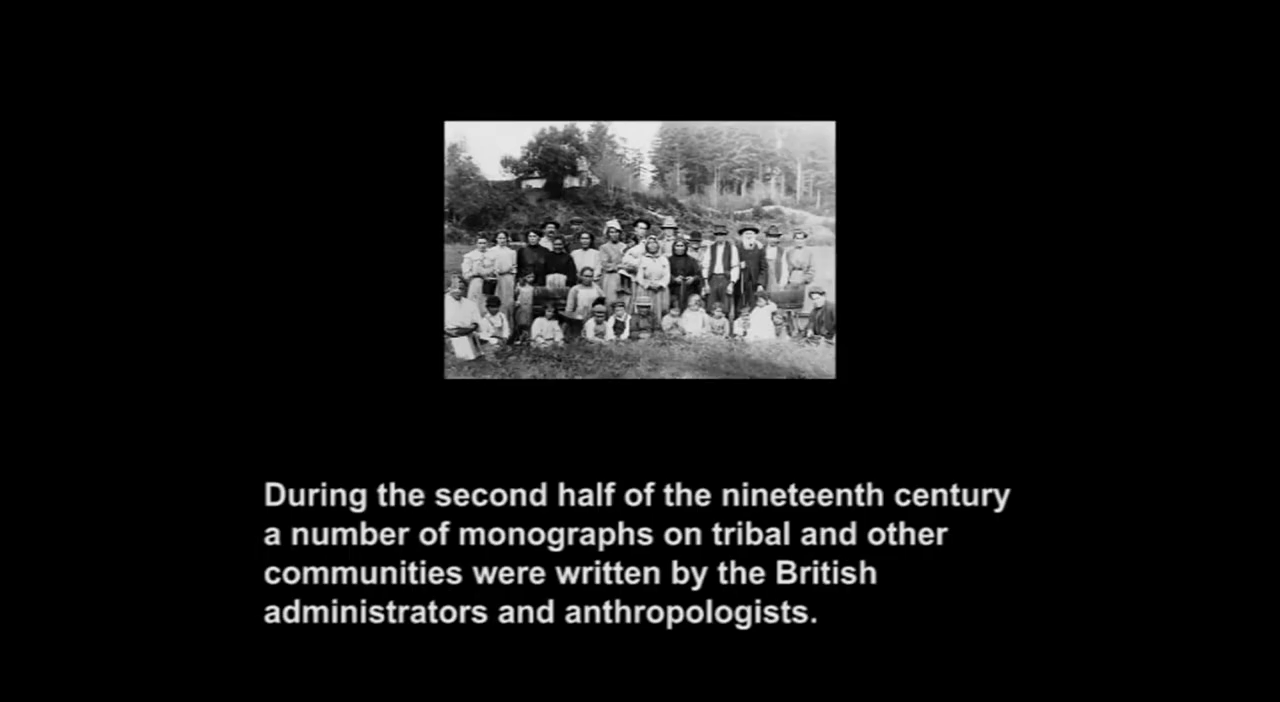 During the second half of the nineteenth century
a number of monographs on tribal and other
communities were written by the British
administrators and anthropologists.